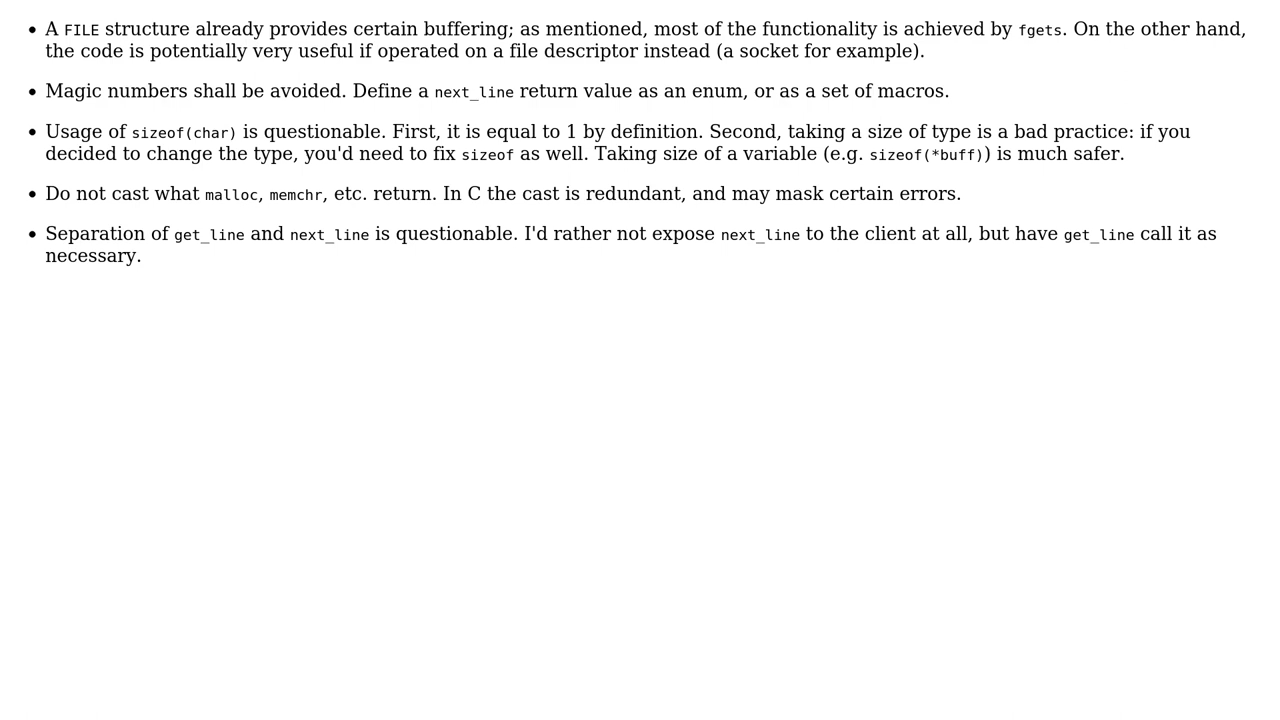 • A FILE structure already provides certain buffering; as mentioned, most of the functionality is achieved by fgets. On the other hand,
the code is potentially very useful if operated on a file descriptor instead (a socket for example).
• Magic numbers shall be avoided. Define a next_line return value as an enum, or as a set of macros.
• Usage of sizeof(char) is questionable. First, it is equal to 1 by definition. Second, taking a size of type is a bad practice: if you
decided to change the type, you'd need to fix sizeof as well. Taking size of a variable (e.g. sizeof(*buff)) is much safer.
• Do not cast what malloc, memchr, etc. return. In C the cast is redundant, and may mask certain errors.
• Separation of get_line and next_line is questionable. I'd rather not expose next_line to the client at all, but have get_line call it as
necessary.